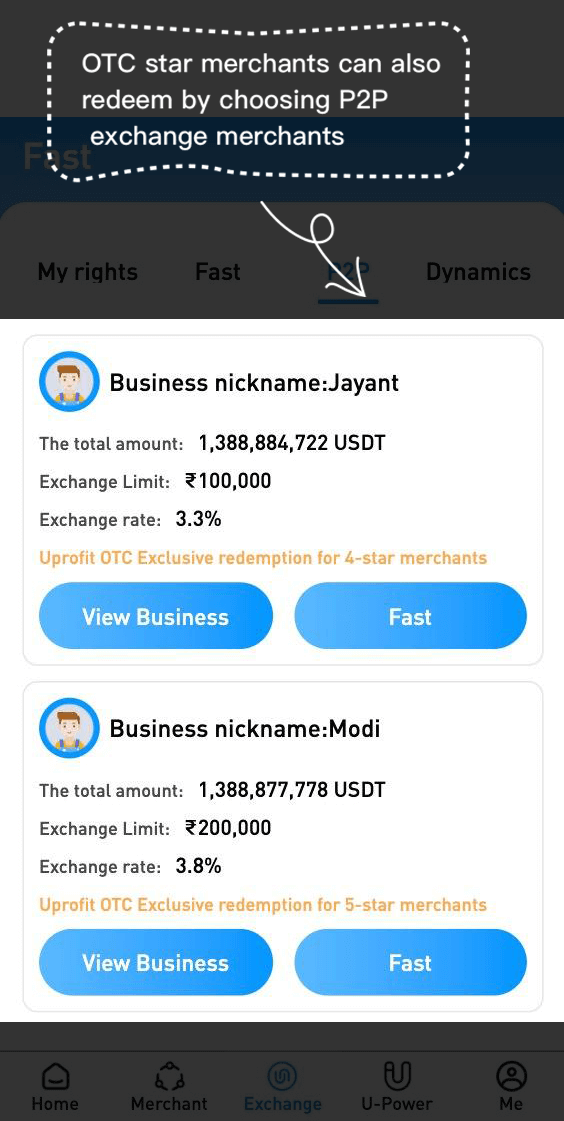 OTC star merchants can also
redeem by choosing P2P
exchange merchants
Fast
My rights Fast P2P Dynamics
Business nickname:Jayant
The total amount: 1,388,884,722 USDT
Exchange Limit: ₹100,000
Exchange rate: 3.3%
Uprofit OTC Exclusive redemption for 4-star merchants
View Business Fast
Business nickname:Modi
The total amount: 1,388,877,778 USDT
Exchange Limit: ₹200,000
Exchange rate: 3.8%
Uprofit OTC Exclusive redemption for 5-star merchants
View Business Fast
Home Merchant Exchange U-Power Me